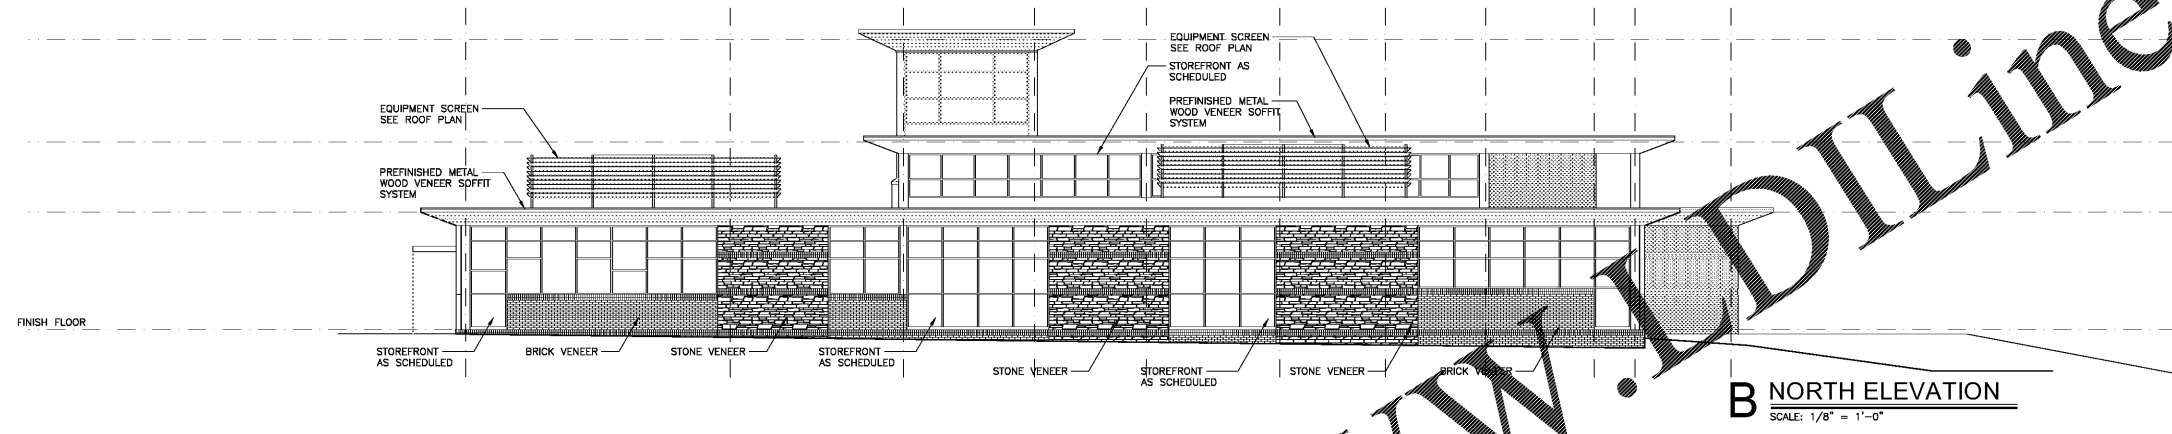 EQUIPMENT SCREEN
SEE ROOF PLAN
STOREFRONT AS
SCHEDULED
PREFINISHED METAL
WOOD VENEER SOFFIT
SYSTEM
EQUIPMENT SCREEN
SEE ROOF PLAN
PREFINISHED METAL
WOOD VENEER SOFFIT
SYSTEM
FINISH FLOOR
STOREFRONT
AS SCHEDULED
BRICK VENEER
STONE VENEER
STOREFRONT
AS SCHEDULED
STONE VENEER
STOREFRONT
AS SCHEDULED
STONE VENEER
BRICK VENEER
B NORTH ELEVATION
SCALE: 1/8" = 1'-0"
W.LDILine